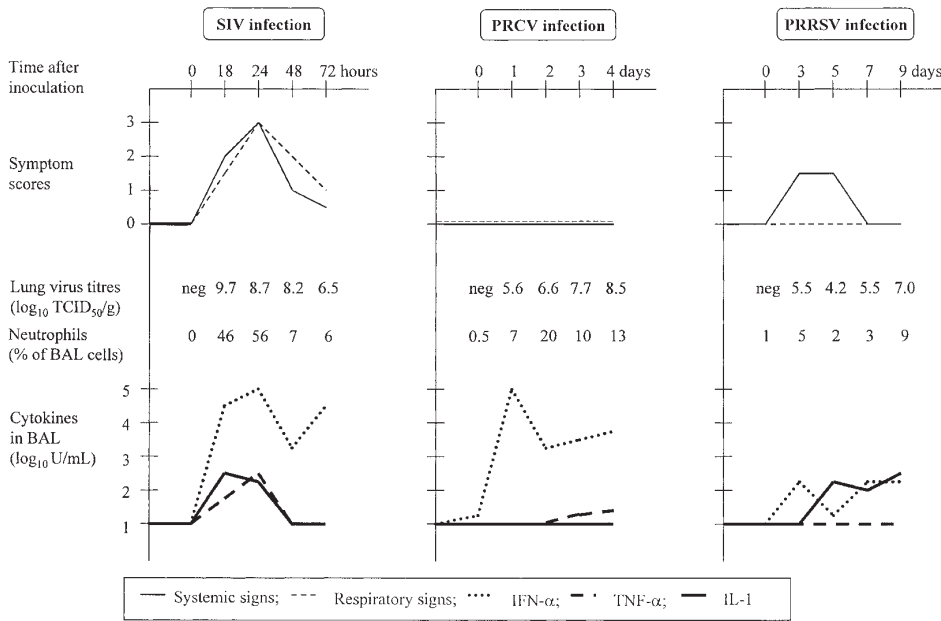 SIV infection PRCV infection PRRSV infection
Time after inoculation 0 18 24 48 72 hours 0 1 2 3 4 days 0 3 5 7 9 days
Symptom scores
3
2
1
0
Lung virus titres neg 9.7 8.7 8.2 6.5 neg 5.6 6.6 7.7 8.5 neg 5.5 4.2 5.5 7.0
(log₁₀ TCID₅₀/g)
Neutrophils 0 46 56 7 6 0.5 7 20 10 13 1 5 2 3 9
(% of BAL cells)
Cytokines
in BAL
(log₁₀ U/mL)
5
4
3
2
1
Systemic signs; Respiratory signs; IFN-α; TNF-α; IL-1